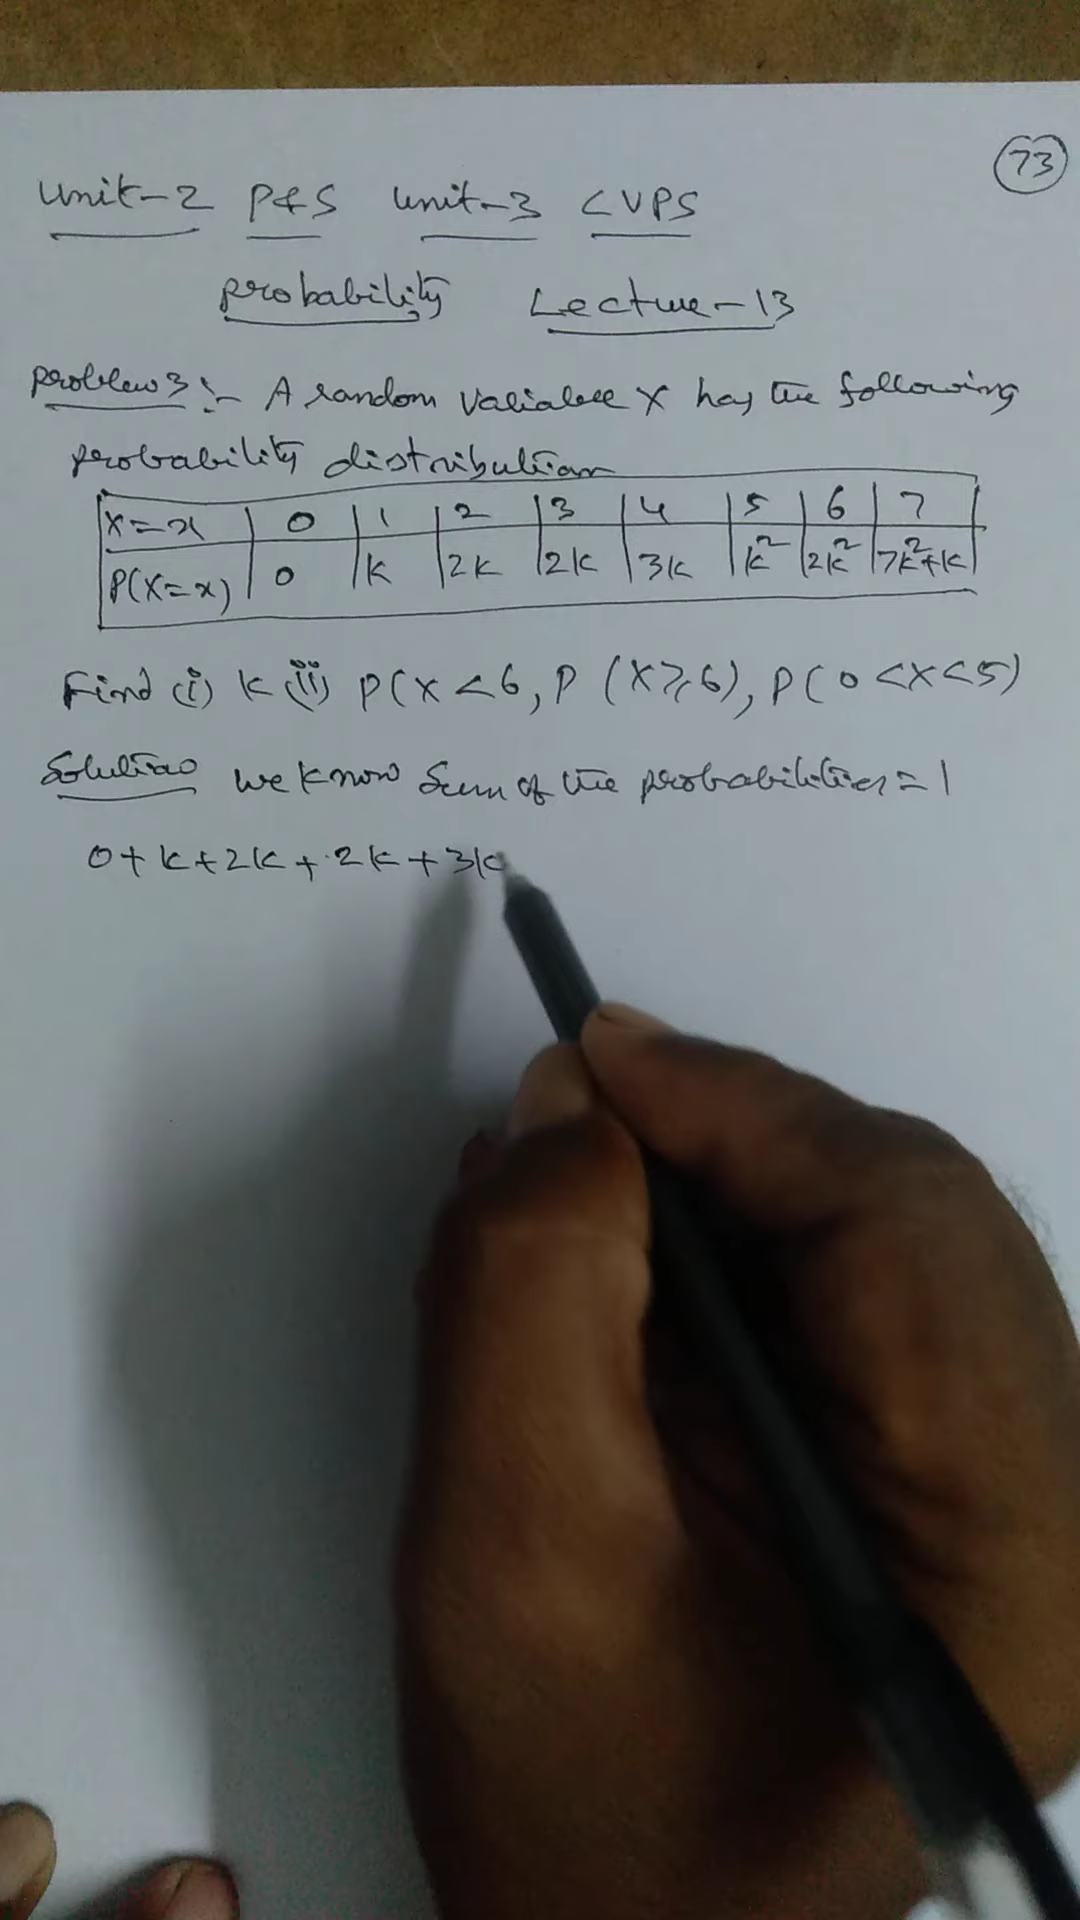 73
Unit-2 P&S Unit-3 CVPS
probability Lecture-13
problem 3:- A random variable X has the following
probability distribution
X=x 0 1 2 3 4 5 6 7
P(X=x) 0 K 2K 2K 3K K² 2K² 7K²+K
Find (i) K (ii) P(X<6, P(X≥6), P(0<X<5)
Solution We know Sum of the probabilities = 1
0+K+2K+2K+3K